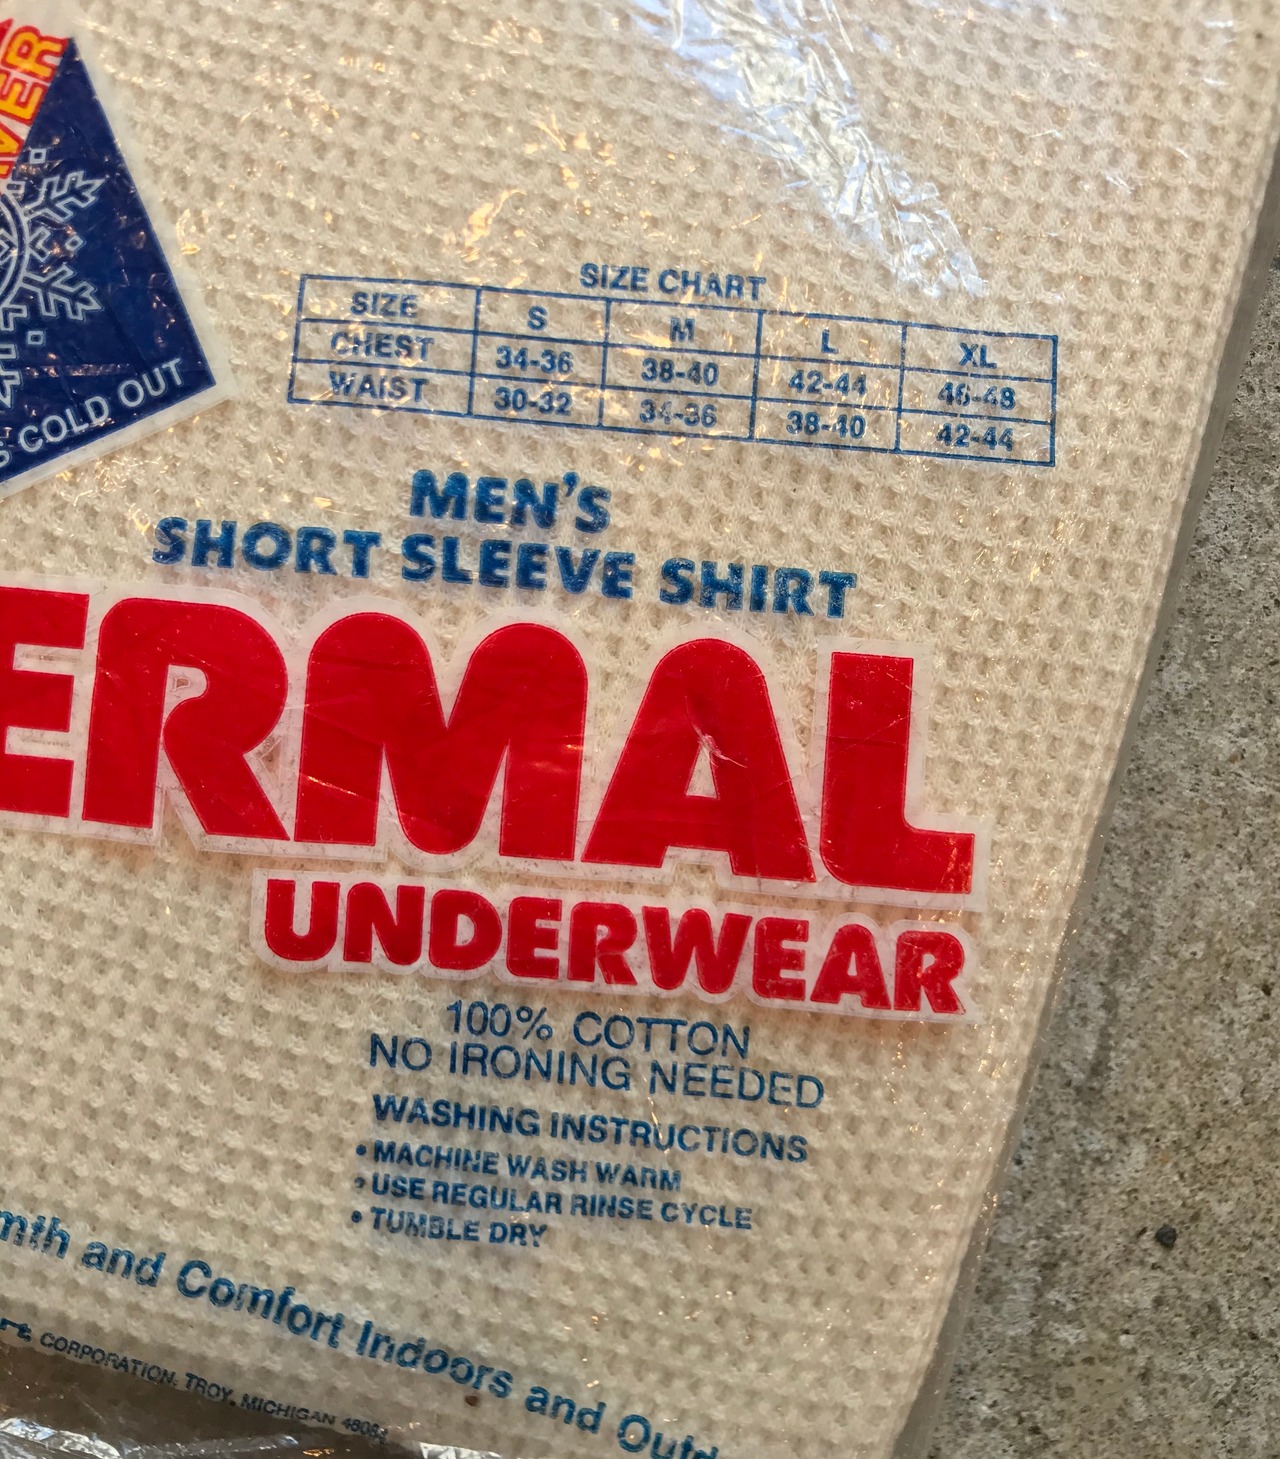 VER
COLD OUT
SIZE CHART
SIZE S M L XL
CHEST 34-36 38-40 42-44 46-48
WAIST 30-32 34-36 38-40 42-44
MEN'S
SHORT SLEEVE SHIRT
ERMAL
UNDERWEAR
100% COTTON
NO IRONING NEEDED
WASHING INSTRUCTIONS
• MACHINE WASH WARM
• USE REGULAR RINSE CYCLE
• TUMBLE DRY
mth and Comfort Indoors and Outd
CORPORATION, TROY, MICHIGAN